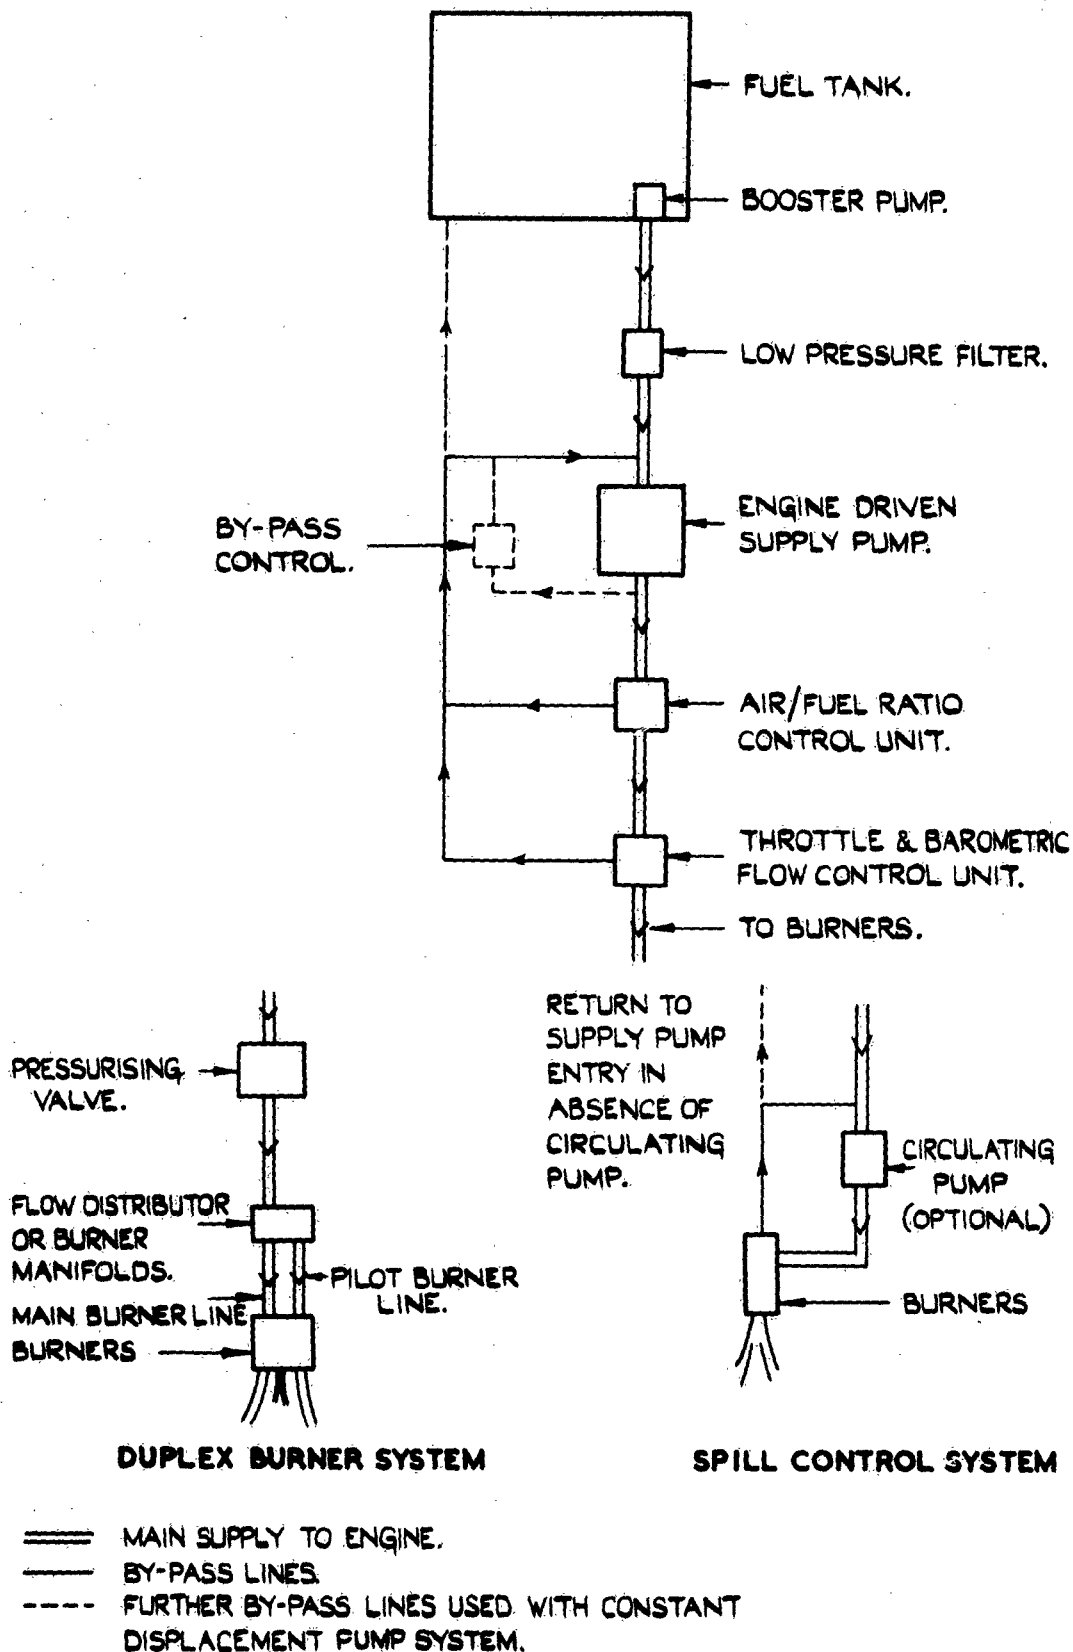 FUEL TANK.
BOOSTER PUMP.
LOW PRESSURE FILTER.
BY-PASS
CONTROL.
ENGINE DRIVEN
SUPPLY PUMP.
AIR/FUEL RATIO
CONTROL UNIT.
THROTTLE & BAROMETRIC
FLOW CONTROL UNIT.
TO BURNERS.
PRESSURISING
VALVE.
FLOW DISTRIBUTOR
OR BURNER
MANIFOLDS.
PILOT BURNER
LINE.
MAIN BURNER LINE
BURNERS
DUPLEX BURNER SYSTEM
RETURN TO
SUPPLY PUMP
ENTRY IN
ABSENCE OF
CIRCULATING
PUMP.
CIRCULATING
PUMP
(OPTIONAL)
BURNERS
SPILL CONTROL SYSTEM
MAIN SUPPLY TO ENGINE.
BY-PASS LINES.
FURTHER BY-PASS LINES USED WITH CONSTANT
DISPLACEMENT PUMP SYSTEM.